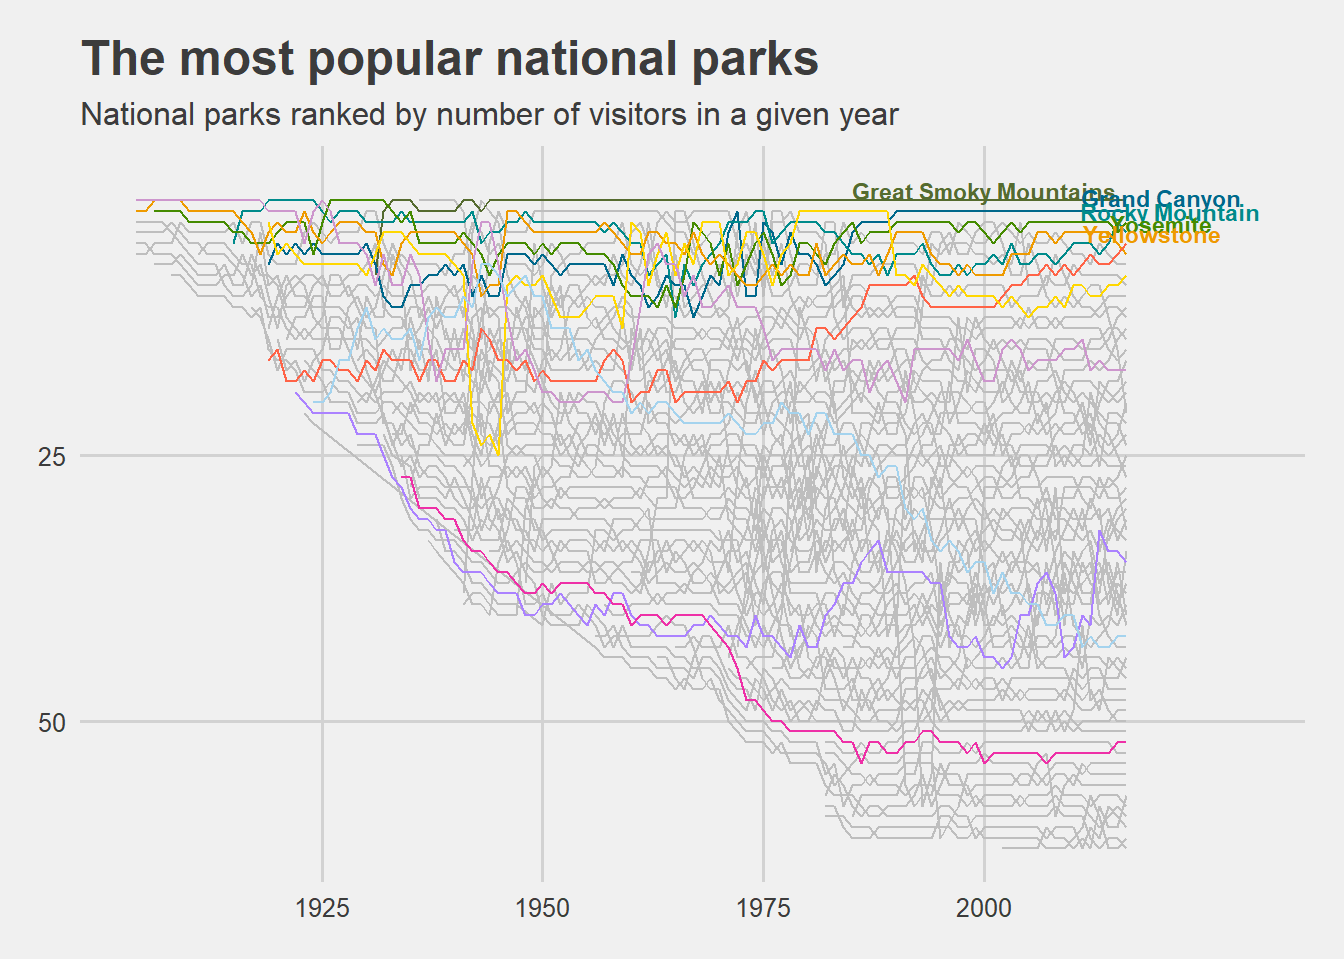 The most popular national parks
National parks ranked by number of visitors in a given year
Great Smoky Mountains
Grand Canyon
Rocky Mountain
Yosemite
Yellowstone
25
50
1925 1950 1975 2000